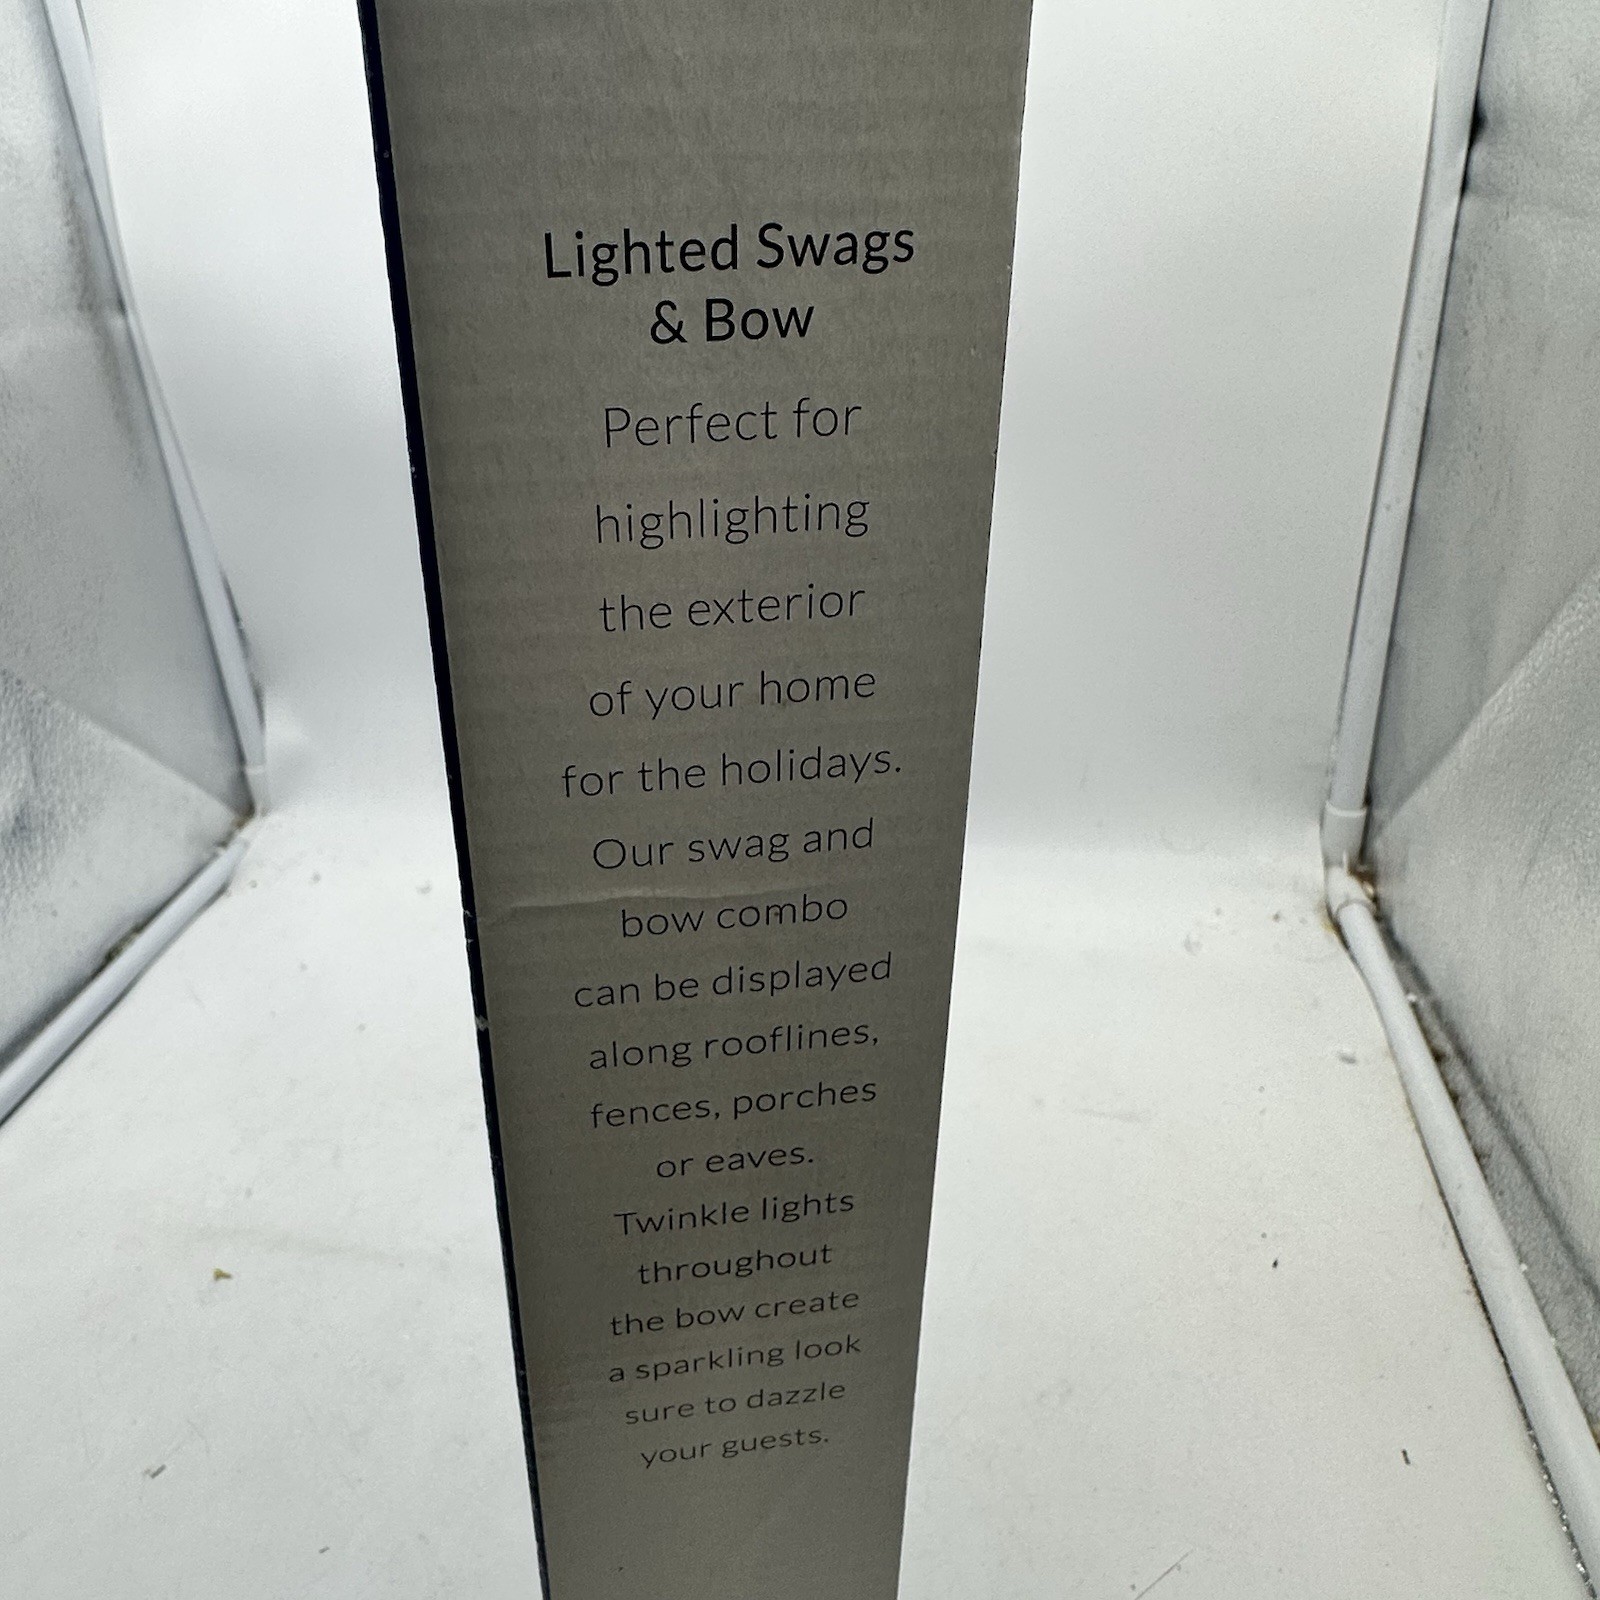 Lighted Swags
& Bow
Perfect for
highlighting
the exterior
of your home
for the holidays.
Our swag and
bow combo
can be displayed
along rooflines,
fences, porches
or eaves.
Twinkle lights
throughout
the bow create
a sparkling look
sure to dazzle
your guests.